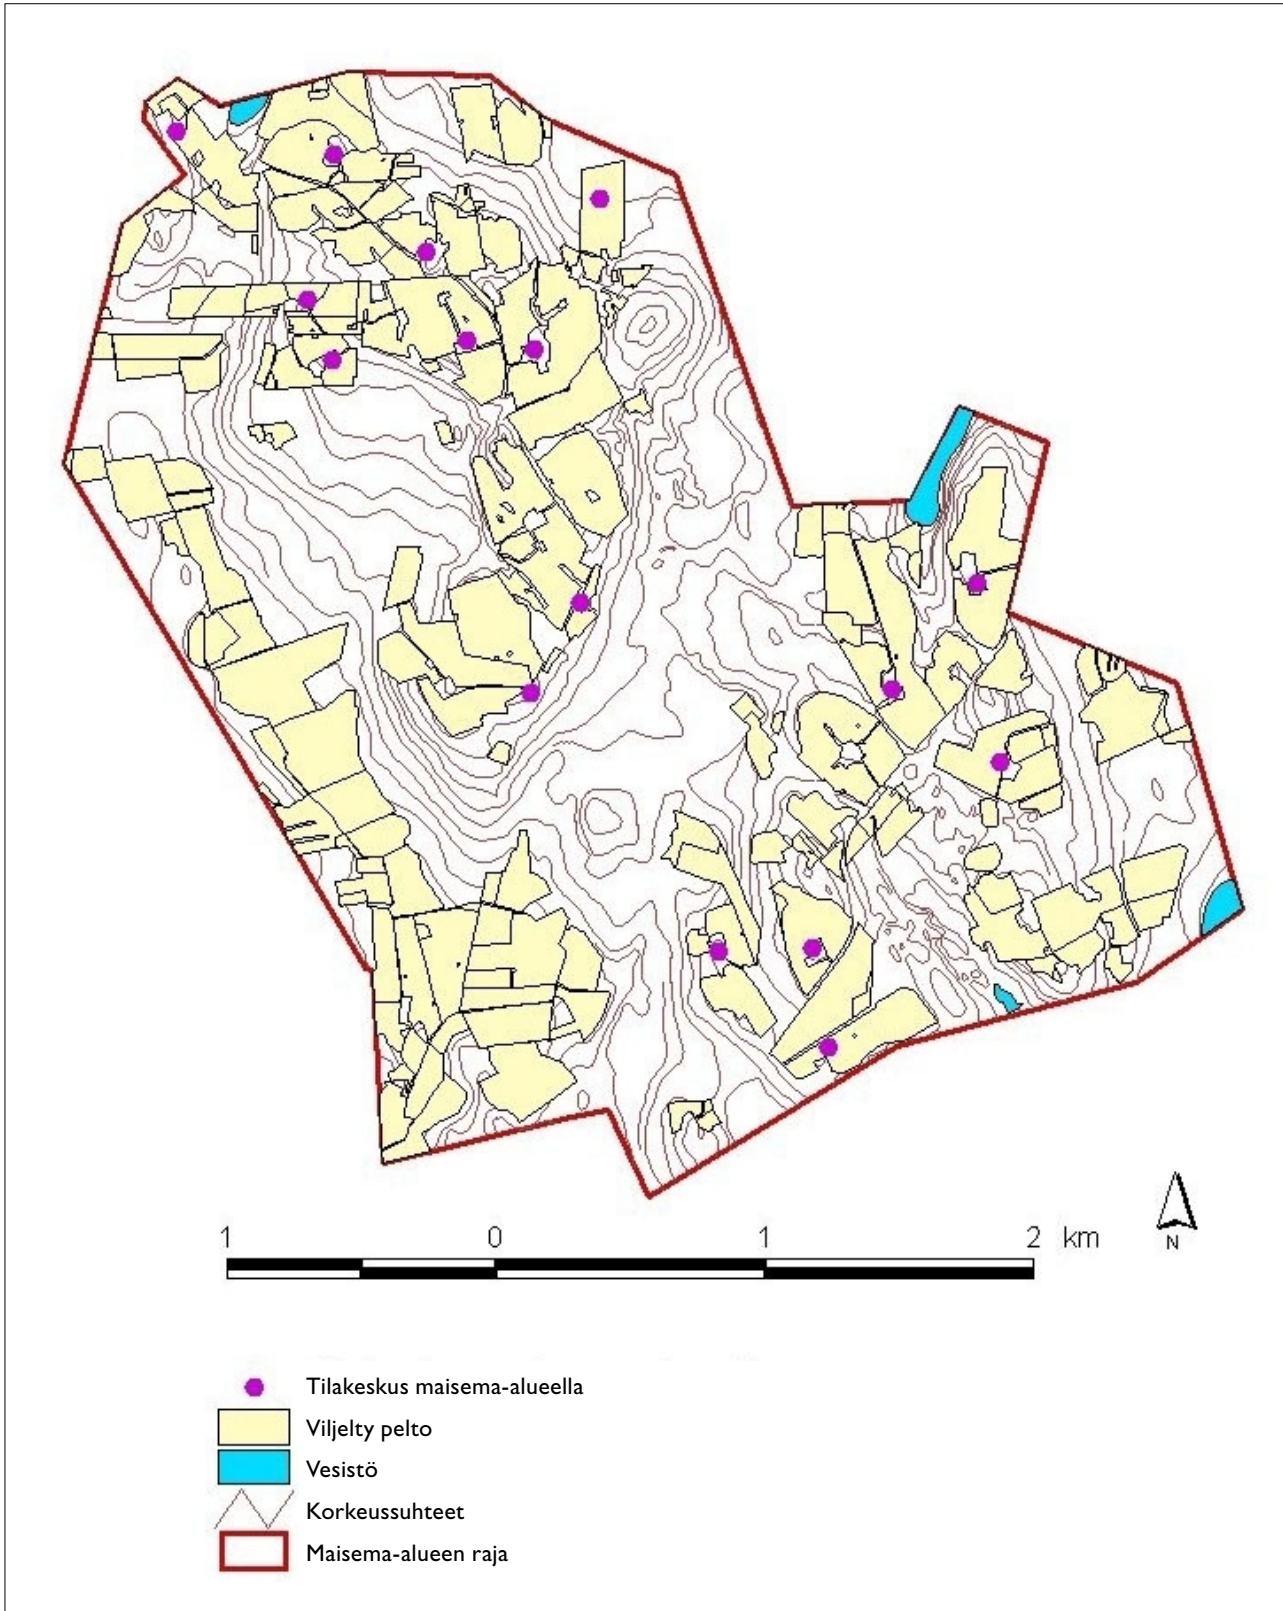 N
1 0 1 2 km
Tilakeskus maisema-alueella
Viljelty pelto
Vesistö
Korkeussuhteet
Maisema-alueen raja